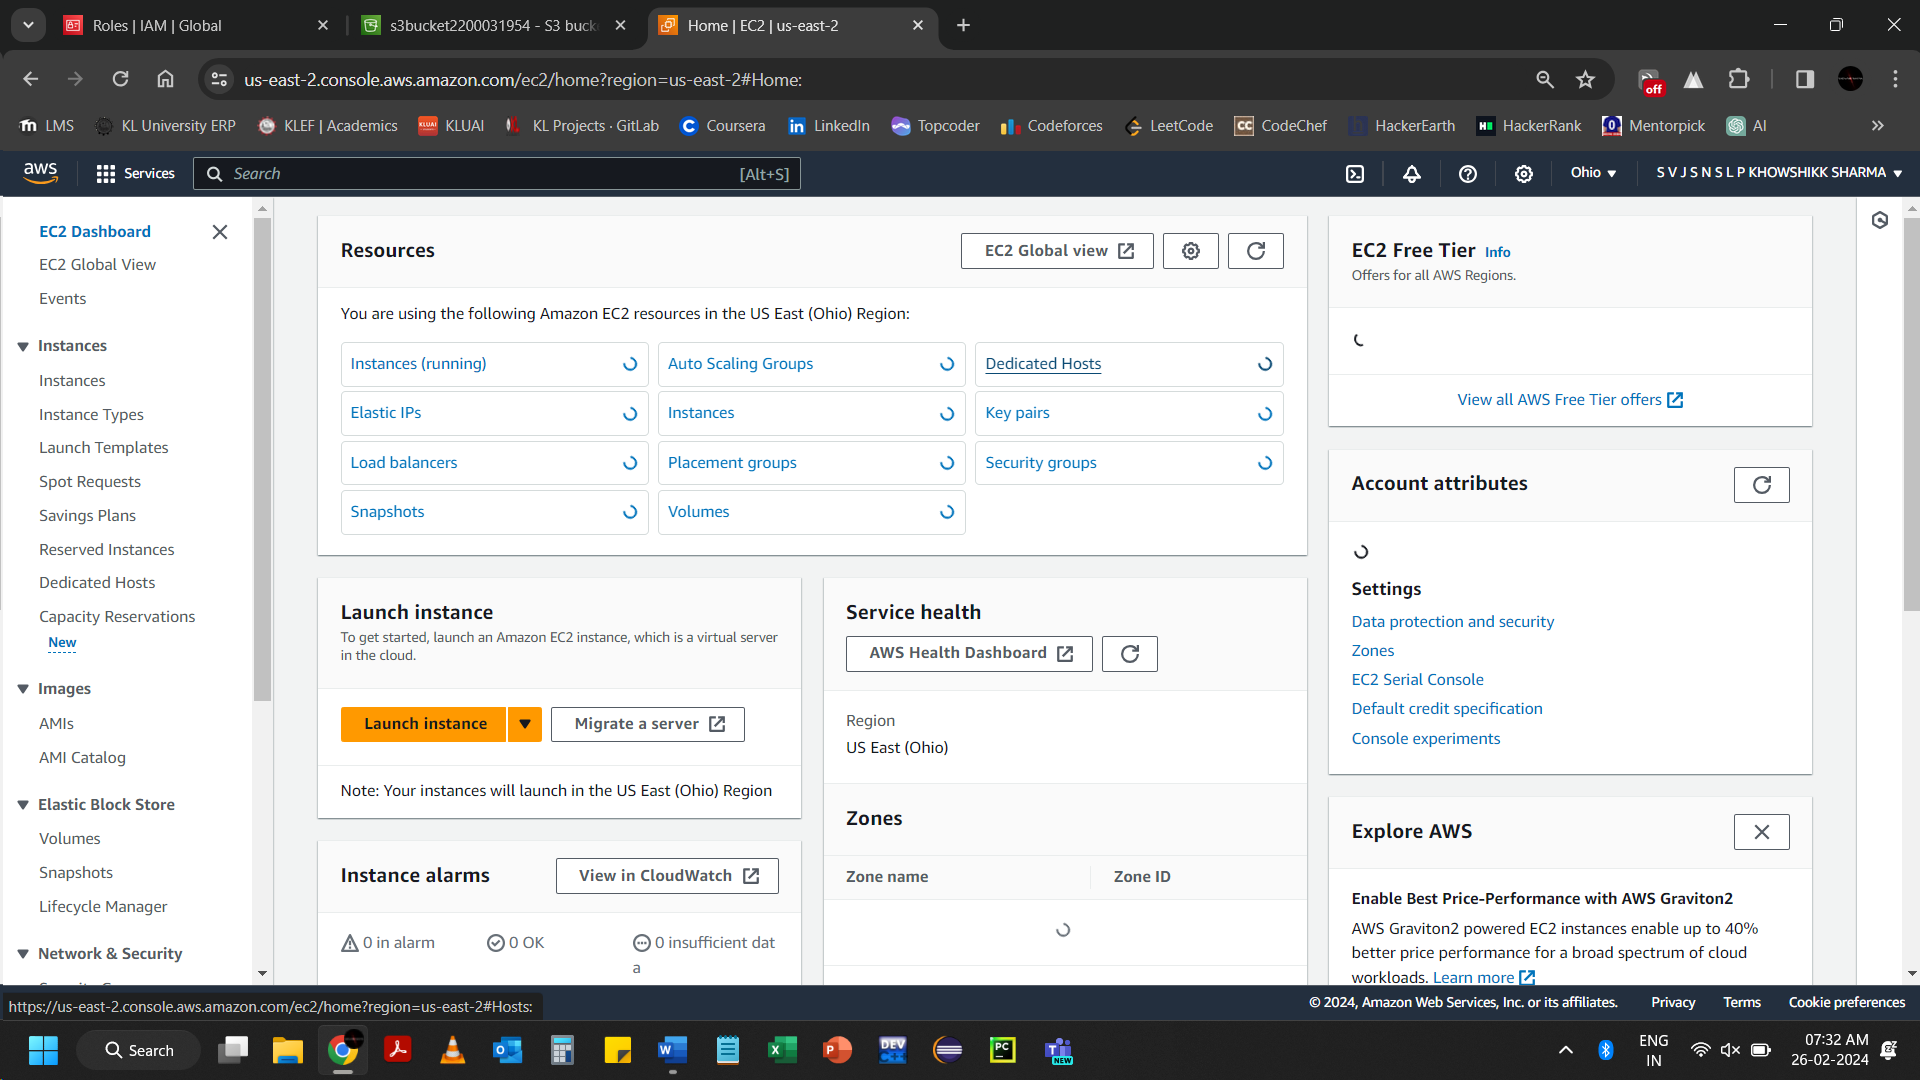 Roles | IAM | Global
s3bucket2200031954 - S3 buck
Home | EC2 | us-east-2
us-east-2.console.aws.amazon.com/ec2/home?region=us-east-2#Home:
off
LMS
KL University ERP
KLEF | Academics
KLUAI
KL Projects · GitLab
Coursera
LinkedIn
Topcoder
Codeforces
LeetCode
CodeChef
HackerEarth
HackerRank
Mentorpick
AI
aws
Services
Search
[Alt+S]
Ohio
S V J S N S L P KHOWSHIKK SHARMA
EC2 Dashboard
EC2 Global View
Events
Instances
Instances
Instance Types
Launch Templates
Spot Requests
Savings Plans
Reserved Instances
Dedicated Hosts
Capacity Reservations
New
Images
AMIs
AMI Catalog
Elastic Block Store
Volumes
Snapshots
Lifecycle Manager
Network & Security
Resources
EC2 Global view
You are using the following Amazon EC2 resources in the US East (Ohio) Region:
Instances (running)
Auto Scaling Groups
Dedicated Hosts
Elastic IPs
Instances
Key pairs
Load balancers
Placement groups
Security groups
Snapshots
Volumes
Launch instance
To get started, launch an Amazon EC2 instance, which is a virtual server
in the cloud.
Launch instance
Migrate a server
Note: Your instances will launch in the US East (Ohio) Region
Instance alarms
View in CloudWatch
0 in alarm
0 OK
0 insufficient dat
a
Service health
AWS Health Dashboard
Region
US East (Ohio)
Zones
Zone name
Zone ID
EC2 Free Tier
Info
Offers for all AWS Regions.
View all AWS Free Tier offers
Account attributes
Settings
Data protection and security
Zones
EC2 Serial Console
Default credit specification
Console experiments
Explore AWS
Enable Best Price-Performance with AWS Graviton2
AWS Graviton2 powered EC2 instances enable up to 40%
better price performance for a broad spectrum of cloud
workloads. Learn more
https://us-east-2.console.aws.amazon.com/ec2/home?region=us-east-2#Hosts:
© 2024, Amazon Web Services, Inc. or its affiliates.
Privacy
Terms
Cookie preferences
Search
ENG
IN
07:32 AM
26-02-2024